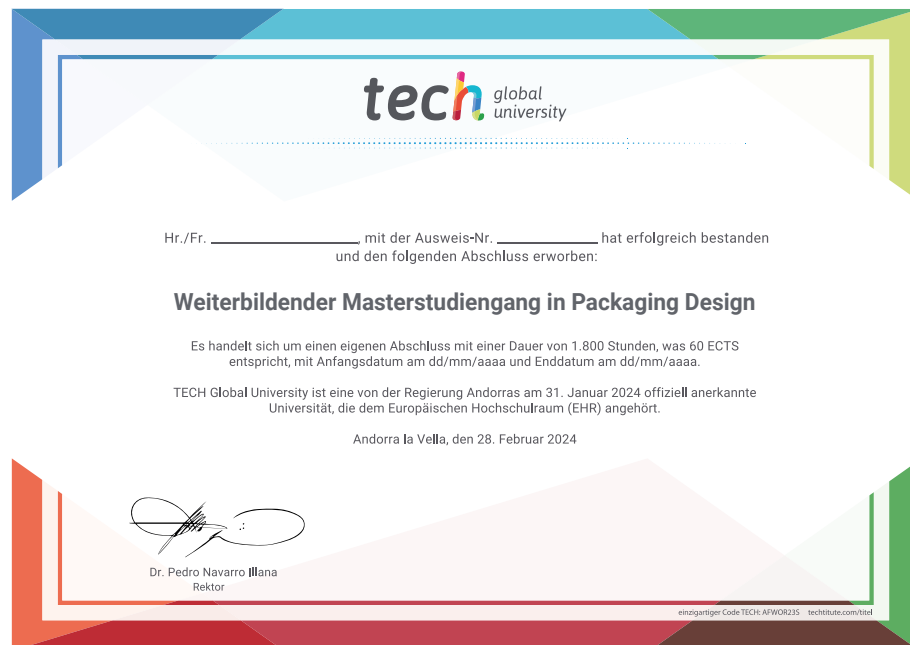 tech global university
Hr./Fr. ____________________, mit der Ausweis-Nr. ______________ hat erfolgreich bestanden
und den folgenden Abschluss erworben:
Weiterbildender Masterstudiengang in Packaging Design
Es handelt sich um einen eigenen Abschluss mit einer Dauer von 1.800 Stunden, was 60 ECTS
entspricht, mit Anfangsdatum am dd/mm/aaaa und Enddatum am dd/mm/aaaa.
TECH Global University ist eine von der Regierung Andorras am 31. Januar 2024 offiziell anerkannte
Universität, die dem Europäischen Hochschulraum (EHR) angehört.
Andorra la Vella, den 28. Februar 2024
Dr. Pedro Navarro Illana
Rektor
einzigartiger Code TECH: AFWOR23S techtitute.com/titel